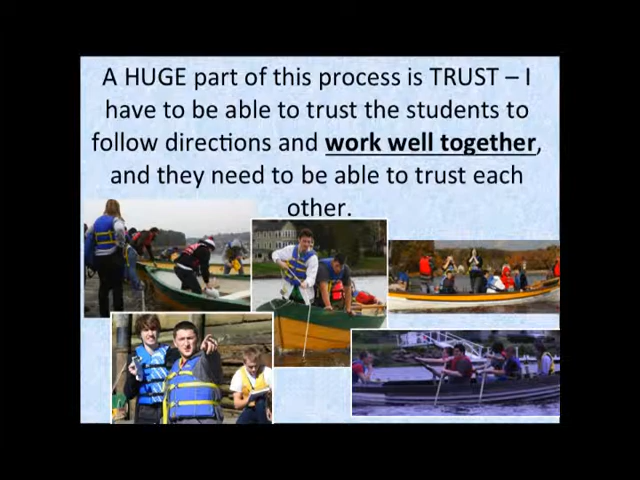 A HUGE part of this process is TRUST – I
have to be able to trust the students to
follow directions and work well together,
and they need to be able to trust each
other.